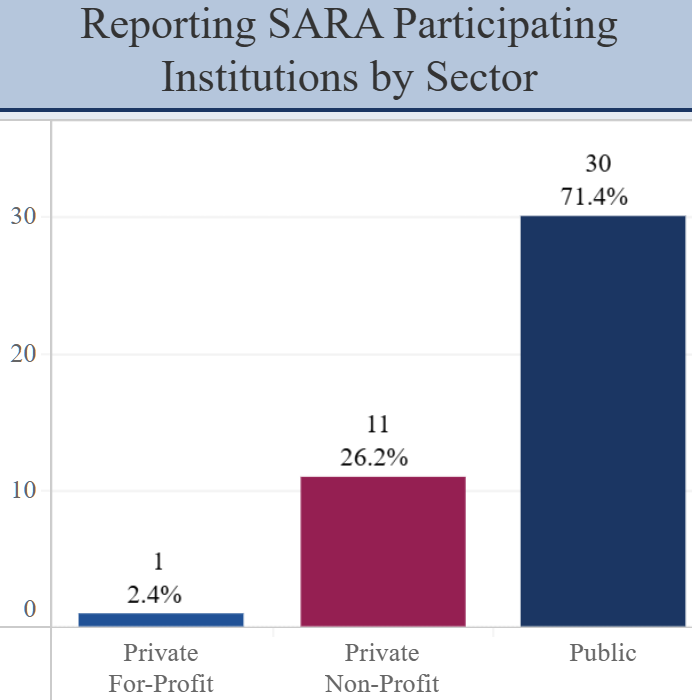 Reporting SARA Participating
Institutions by Sector
30
71.4%
30
20
11
26.2%
10
1
2.4%
0
Private
For-Profit
Private
Non-Profit
Public